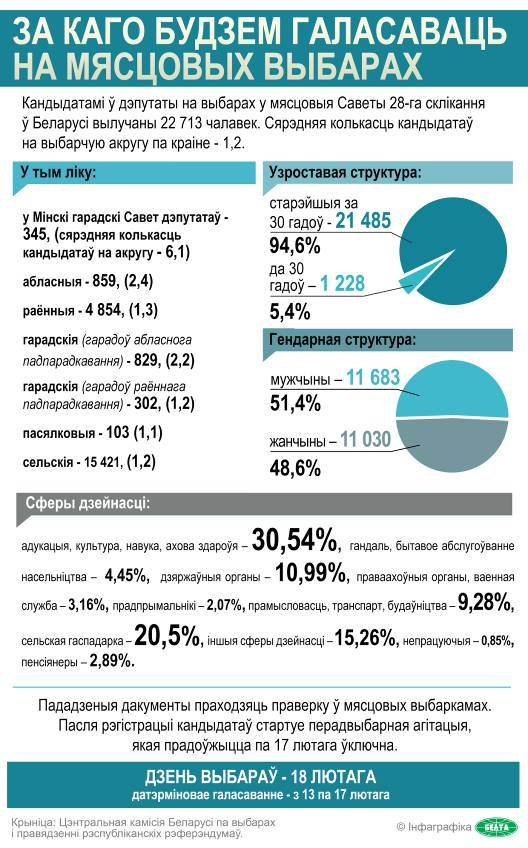 ЗА КАГО БУДЗЕМ ГАЛАСАВАЦЬ
НА МЯСЦОВЫХ ВЫБАРАХ
Кандыдатамі ў дэпутаты на выбарах у мясцовыя Саветы 28-га склікання
ў Беларусі вылучаны 22 713 чалавек. Сярэдняя колькасць кандыдатаў
на выбарчую акругу па краіне - 1,2.
У тым ліку:
у Мінскі гарадскі Савет дэпутатаў -
345, (сярэдняя колькасць
кандыдатаў на акругу - 6,1)
абласныя - 859, (2,4)
раённыя - 4 854, (1,3)
гарадскія (гарадоў абласнога
падпарадкавання) - 829, (2,2)
гарадскія (гарадоў раённага
падпарадкавання) - 302, (1,2)
пасялковыя - 103 (1,1)
сельскія - 15 421, (1,2)
Узроставая структура:
старэйшыя за
30 гадоў - 21 485
94,6%
да 30
гадоў – 1 228
5,4%
Гендарная структура:
мужчыны – 11 683
51,4%
жанчыны – 11 030
48,6%
Сферы дзейнасці:
адукацыя, культура, навука, ахова здароўя – 30,54%, гандаль, бытавое абслугоўванне
насельніцтва – 4,45%, дзяржаўныя органы – 10,99%, праваахоўныя органы, ваенная
служба – 3,16%, прадпрымальнікі – 2,07%, прамысловасць, транспарт, будаўніцтва – 9,28%,
сельская гаспадарка – 20,5%, іншыя сферы дзейнасці – 15,26%, непрацуючыя – 0,85%,
пенсіянеры – 2,89%.
Пададзеныя дакументы праходзяць праверку ў мясцовых выбаркамах.
Пасля рэгістрацыі кандыдатаў стартуе перадвыбарная агітацыя,
якая прадоўжыцца па 17 лютага ўключна.
ДЗЕНЬ ВЫБАРАЎ - 18 ЛЮТАГА
датэрміновае галасаванне - з 13 па 17 лютага
Крыніца: Цэнтральная камісія Беларусі па выбарах
і правядзенні рэспубліканскіх рэферэндумаў.
© Інфаграфіка БЕЛТА